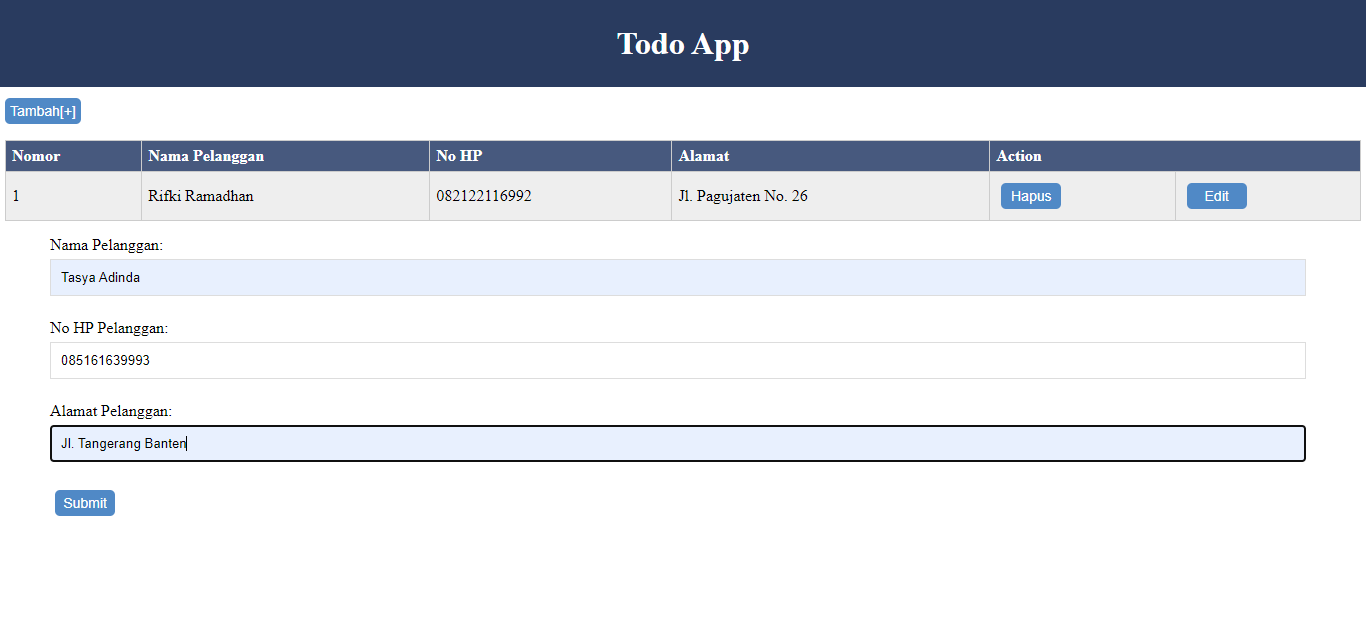 Todo App
Tambah[+]
Nomor Nama Pelanggan No HP Alamat Action
1 Rifki Ramadhan 082122116992 Jl. Pagujaten No. 26 Hapus Edit
Nama Pelanggan:
Tasya Adinda
No HP Pelanggan:
085161639993
Alamat Pelanggan:
Jl. Tangerang Banten
Submit